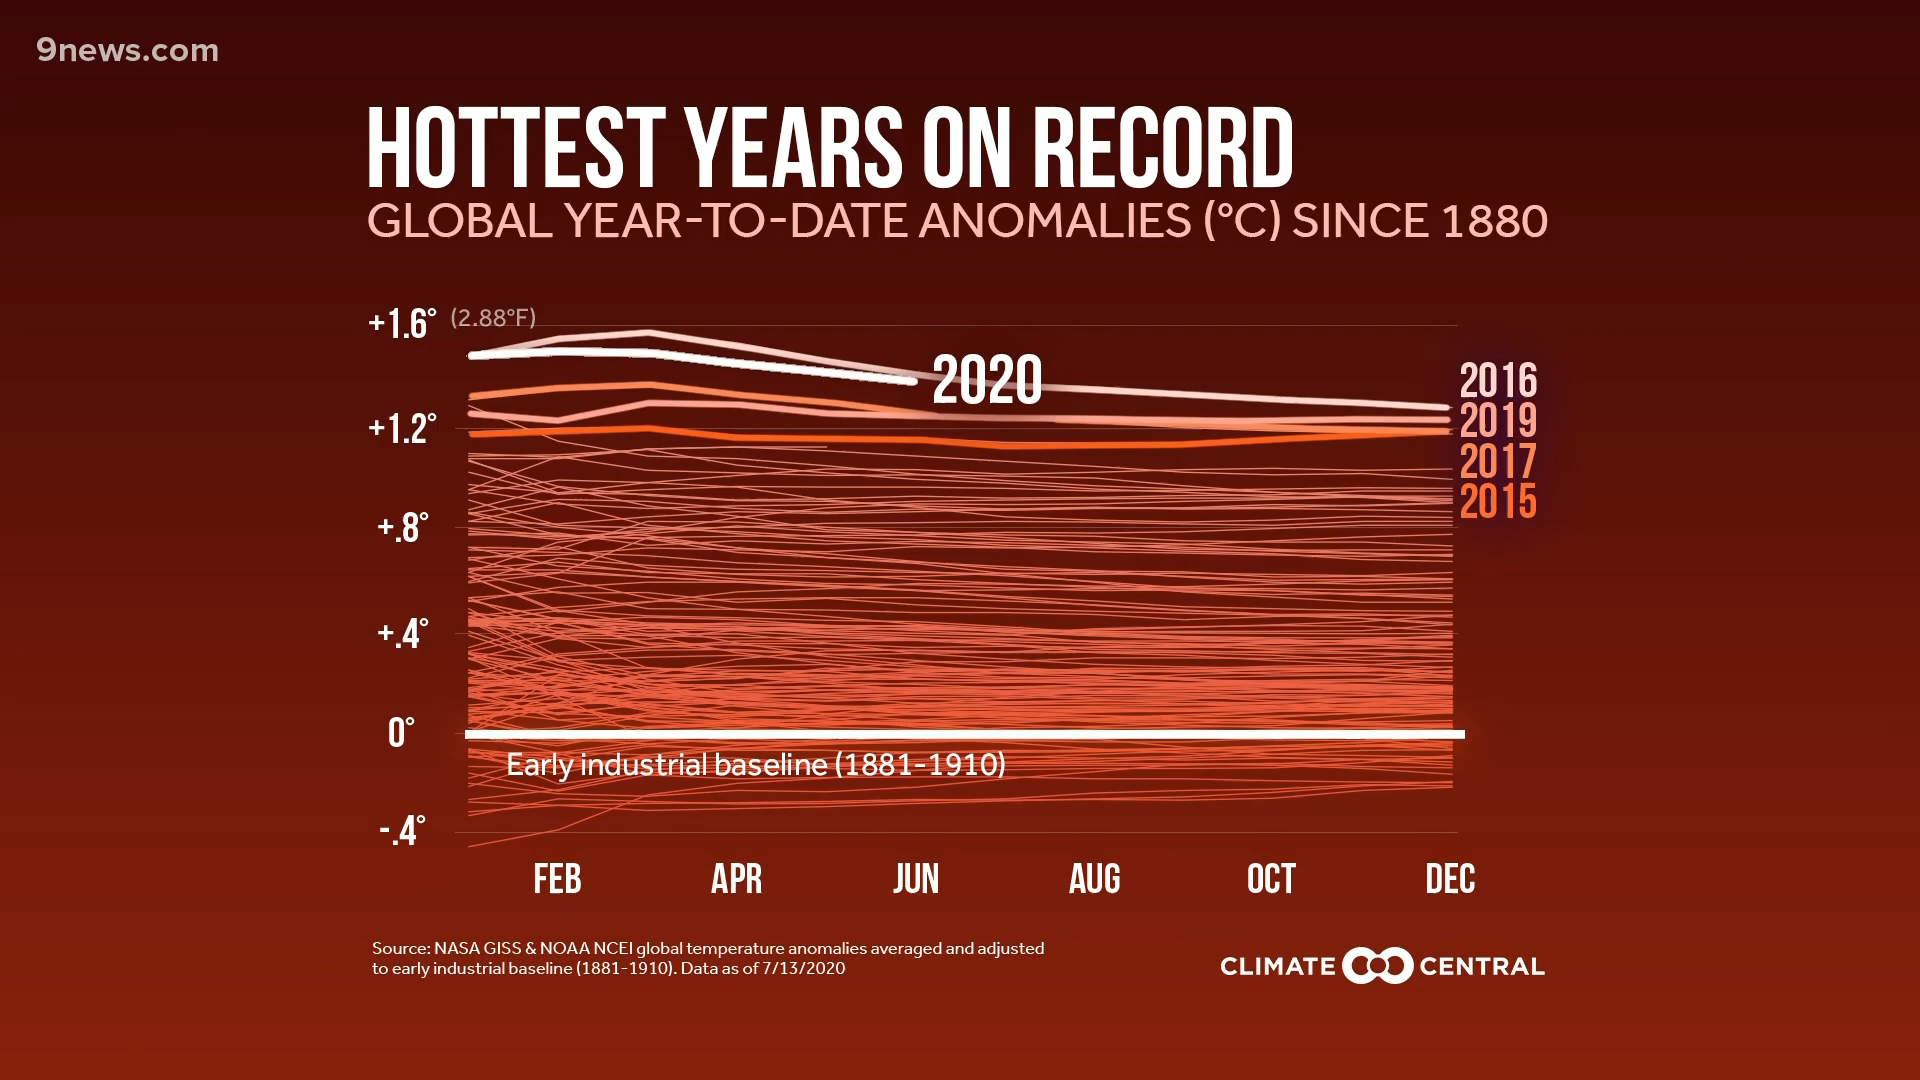 9news.com
HOTTEST YEARS ON RECORD
GLOBAL YEAR-TO-DATE ANOMALIES (°C) SINCE 1880
+1.6° (2.88°F)
+1.2°
+.8°
+.4°
0°
-.4°
2020
2016
2019
2017
2015
Early industrial baseline (1881-1910)
FEB APR JUN AUG OCT DEC
Source: NASA GISS & NOAA NCEI global temperature anomalies averaged and adjusted
to early industrial baseline (1881-1910). Data as of 7/13/2020
CLIMATE CENTRAL